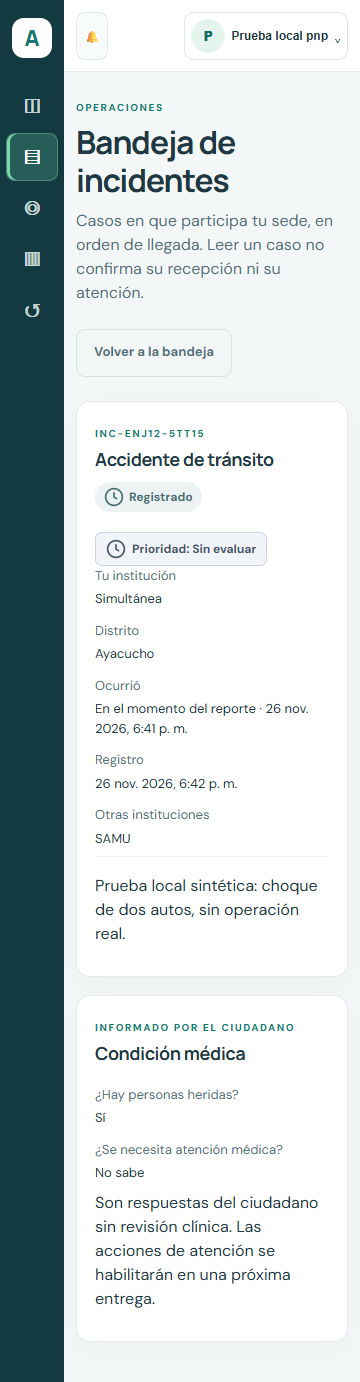 A
P
Prueba local pnp
OPERACIONES
Bandeja de
incidentes
Casos en que participa tu sede, en
orden de llegada. Leer un caso no
confirma su recepción ni su
atención.
Volver a la bandeja
INC-ENJ12-5TT15
Accidente de tránsito
Registrado
Prioridad: Sin evaluar
Tu institución
Simultánea
Distrito
Ayacucho
Ocurrió
En el momento del reporte · 26 nov.
2026, 6:41 p. m.
Registro
26 nov. 2026, 6:42 p. m.
Otras instituciones
SAMU
Prueba local sintética: choque
de dos autos, sin operación
real.
INFORMADO POR EL CIUDADANO
Condición médica
¿Hay personas heridas?
Sí
¿Se necesita atención médica?
No sabe
Son respuestas del ciudadano
sin revisión clínica. Las
acciones de atención se
habilitarán en una próxima
entrega.